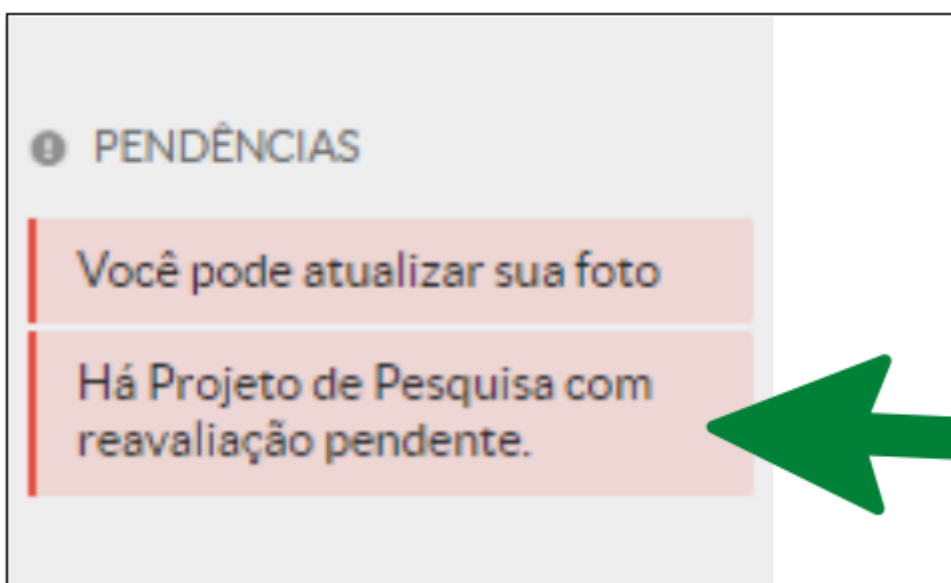 PENDÊNCIAS
Você pode atualizar sua foto
Há Projeto de Pesquisa com
reavaliação pendente.